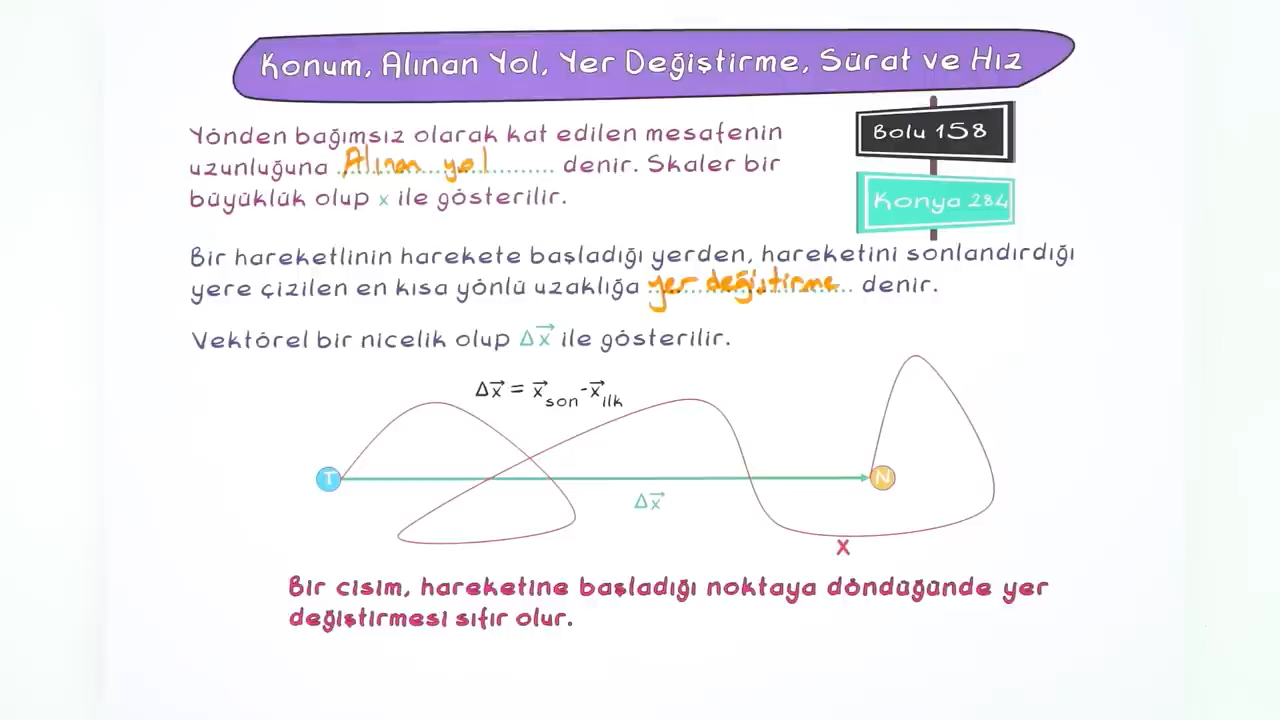 Konum, Alınan Yol, Yer Değiştirme, Sürat ve Hız
Yönden bağımsız olarak kat edilen mesafenin
uzunluğuna Alınan yol denir. Skaler bir
büyüklük olup x ile gösterilir.
Bolu 158
Konya 284
Bir hareketlinin harekete başladığı yerden, hareketini sonlandırdığı
yere çizilen en kısa yönlü uzaklığa yer değiştirme denir.
Vektörel bir nicelik olup Δx⃗ ile gösterilir.
Δx⃗ = x⃗son - x⃗ilk
T
N
Δx⃗
x
Bir cisim, hareketine başladığı noktaya döndüğünde yer
değiştirmesi sıfır olur.